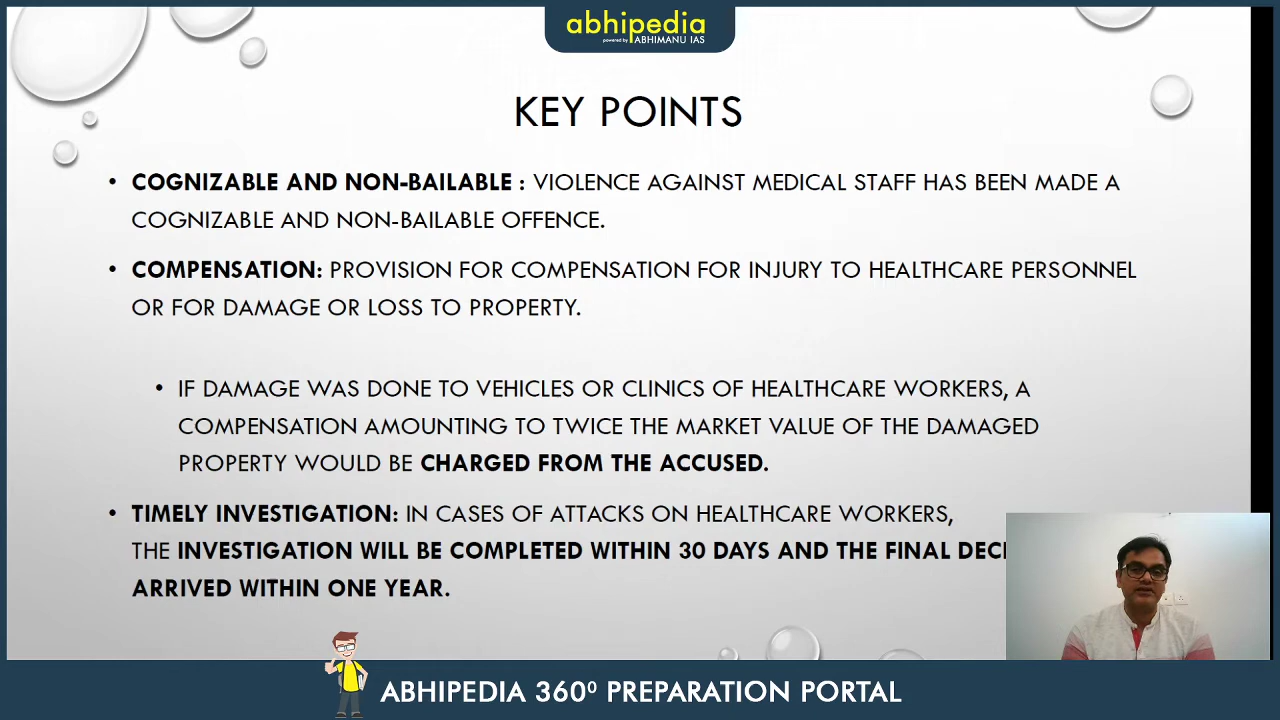 abhipedia
powered by ABHIMANU IAS
KEY POINTS
• COGNIZABLE AND NON-BAILABLE : VIOLENCE AGAINST MEDICAL STAFF HAS BEEN MADE A
COGNIZABLE AND NON-BAILABLE OFFENCE.
• COMPENSATION: PROVISION FOR COMPENSATION FOR INJURY TO HEALTHCARE PERSONNEL
OR FOR DAMAGE OR LOSS TO PROPERTY.
• IF DAMAGE WAS DONE TO VEHICLES OR CLINICS OF HEALTHCARE WORKERS, A
COMPENSATION AMOUNTING TO TWICE THE MARKET VALUE OF THE DAMAGED
PROPERTY WOULD BE CHARGED FROM THE ACCUSED.
• TIMELY INVESTIGATION: IN CASES OF ATTACKS ON HEALTHCARE WORKERS,
THE INVESTIGATION WILL BE COMPLETED WITHIN 30 DAYS AND THE FINAL
ARRIVED WITHIN ONE YEAR.
ABHIPEDIA 360⁰ PREPARATION PORTAL